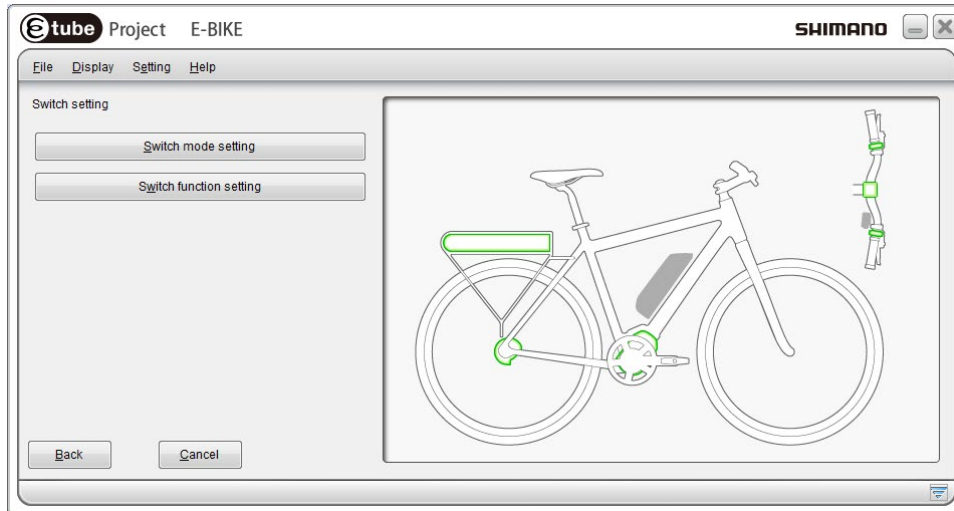 e tube Project E-BIKE SHIMANO
File Display Setting Help
Switch setting
Switch mode setting
Switch function setting
Back Cancel